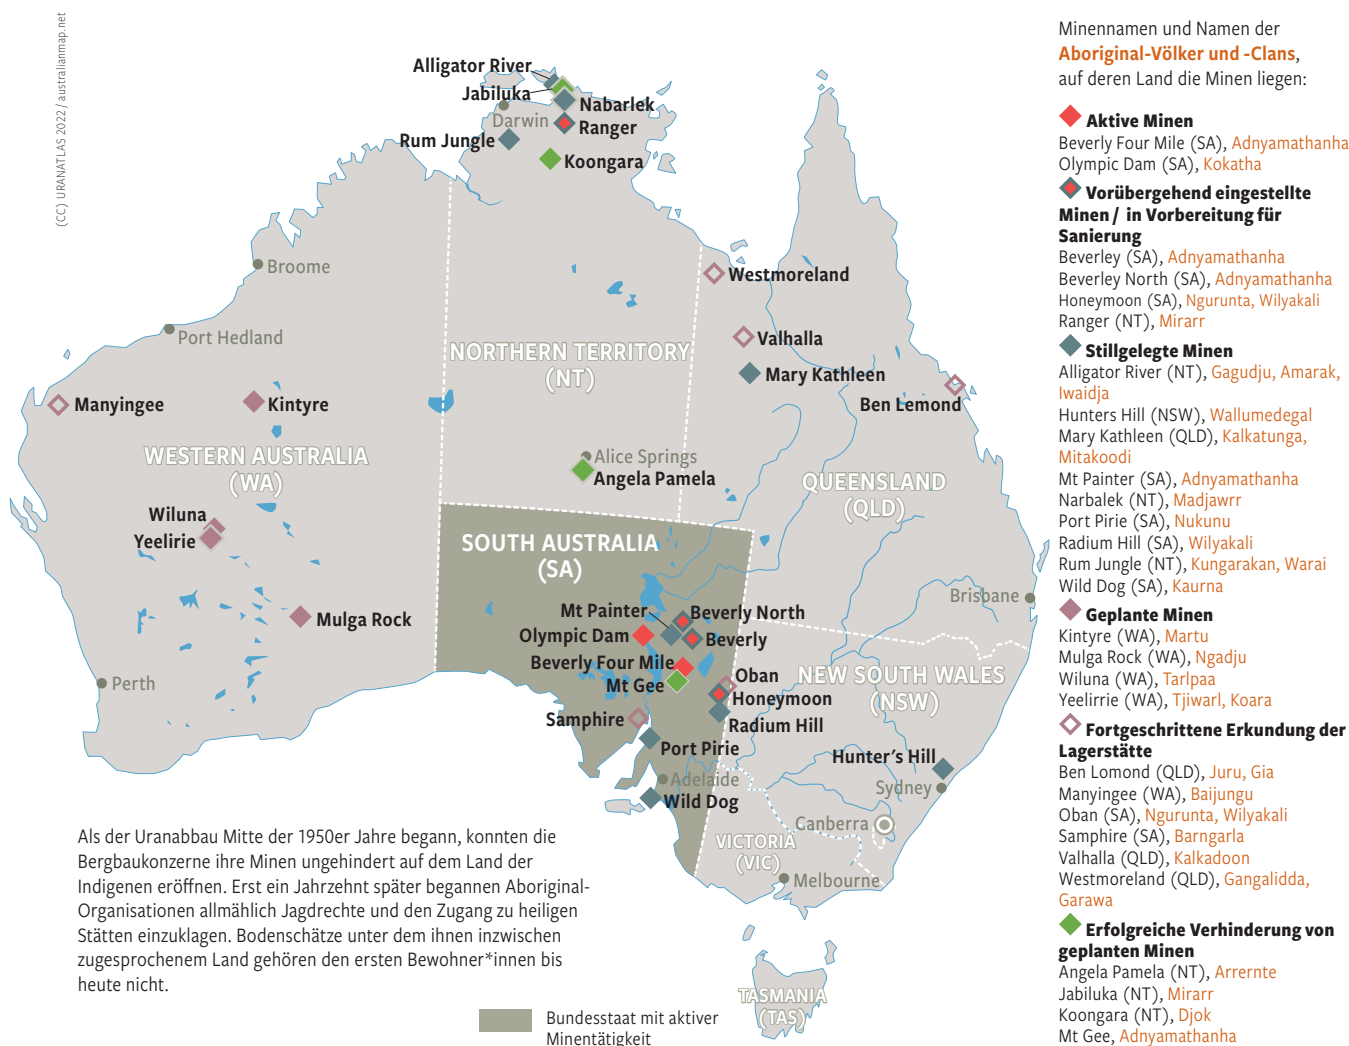 (CC) URANATLAS 2022/ australianmap.net
Alligator River
Jabiluka
Nabarlek
Darwin
Ranger
Rum Jungle
Koongara
Broome
Westmoreland
Port Hedland
Valhalla
NORTHERN TERRITORY
(NT)
Mary Kathleen
Manyingee
Kintyre
Ben Lemond
WESTERN AUSTRALIA
(WA)
Alice Springs
Angela Pamela
QUEENSLAND
(QLD)
Wiluna
Yeelirie
SOUTH AUSTRALIA
(SA)
Brisbane
Mt Painter
Beverly North
Mulga Rock
Olympic Dam
Beverly
Beverly Four Mile
Mt Gee
Oban
NEW SOUTH WALES
(NSW)
Perth
Honeymoon
Samphire
Radium Hill
Port Pirie
Hunter's Hill
Adelaide
Sydney
Wild Dog
Canberra
VICTORIA
(VIC)
Melbourne
TASMANIA
(TAS)
Als der Uranabbau Mitte der 1950er Jahre begann, konnten die
Bergbaukonzerne ihre Minen ungehindert auf dem Land der
Indigenen eröffnen. Erst ein Jahrzehnt später begannen Aboriginal-
Organisationen allmählich Jagdrechte und den Zugang zu heiligen
Stätten einzuklagen. Bodenschätze unter dem ihnen inzwischen
zugesprochenem Land gehören den ersten Bewohner*innen bis
heute nicht.
Bundesstaat mit aktiver
Minentätigkeit
Minennamen und Namen der
Aboriginal-Völker und -Clans,
auf deren Land die Minen liegen:
Aktive Minen
Beverly Four Mile (SA), Adnyamathanha
Olympic Dam (SA), Kokatha
Vorübergehend eingestellte
Minen / in Vorbereitung für
Sanierung
Beverley (SA), Adnyamathanha
Beverley North (SA), Adnyamathanha
Honeymoon (SA), Ngurunta, Wilyakali
Ranger (NT), Mirarr
Stillgelegte Minen
Alligator River (NT), Gagudju, Amarak,
Iwaidja
Hunters Hill (NSW), Wallumedegal
Mary Kathleen (QLD), Kalkatunga,
Mitakoodi
Mt Painter (SA), Adnyamathanha
Narbalek (NT), Madjawrr
Port Pirie (SA), Nukunu
Radium Hill (SA), Wilyakali
Rum Jungle (NT), Kungarakan, Warai
Wild Dog (SA), Kaurna
Geplante Minen
Kintyre (WA), Martu
Mulga Rock (WA), Ngadju
Wiluna (WA), Tarlpaa
Yeelirrie (WA), Tjiwarl, Koara
Fortgeschrittene Erkundung der
Lagerstätte
Ben Lomond (QLD), Juru, Gia
Manyingee (WA), Baijungu
Oban (SA), Ngurunta, Wilyakali
Samphire (SA), Barngarla
Valhalla (QLD), Kalkadoon
Westmoreland (QLD), Gangalidda,
Garawa
Erfolgreiche Verhinderung von
geplanten Minen
Angela Pamela (NT), Arrernte
Jabiluka (NT), Mirarr
Koongara (NT), Djok
Mt Gee, Adnyamathanha